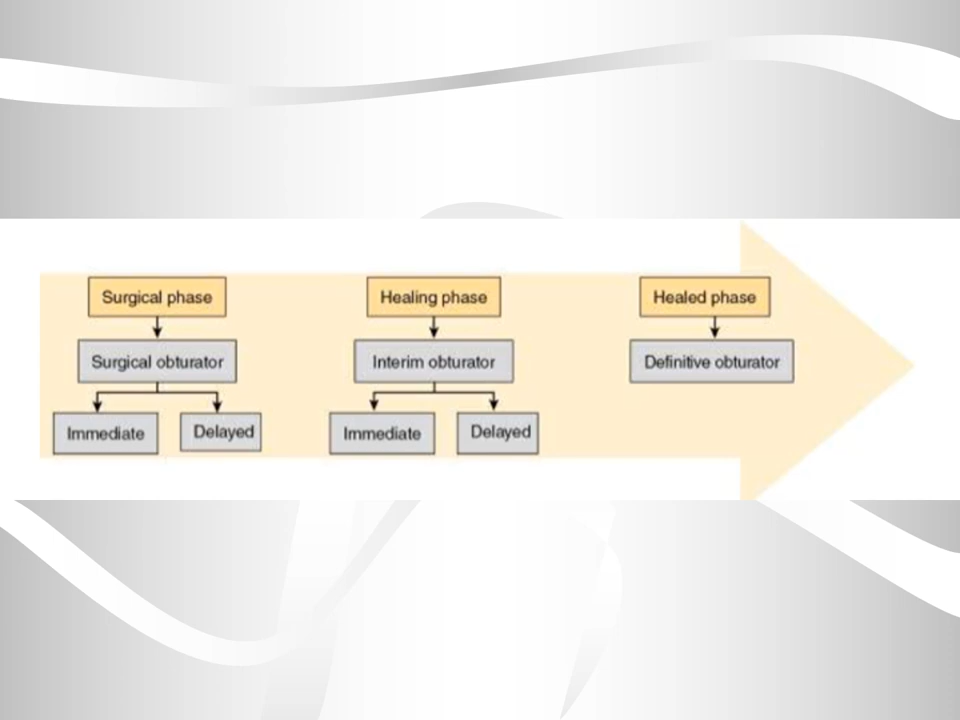 Surgical phase
Healing phase
Healed phase
Surgical obturator
Interim obturator
Definitive obturator
Immediate
Delayed
Immediate
Delayed